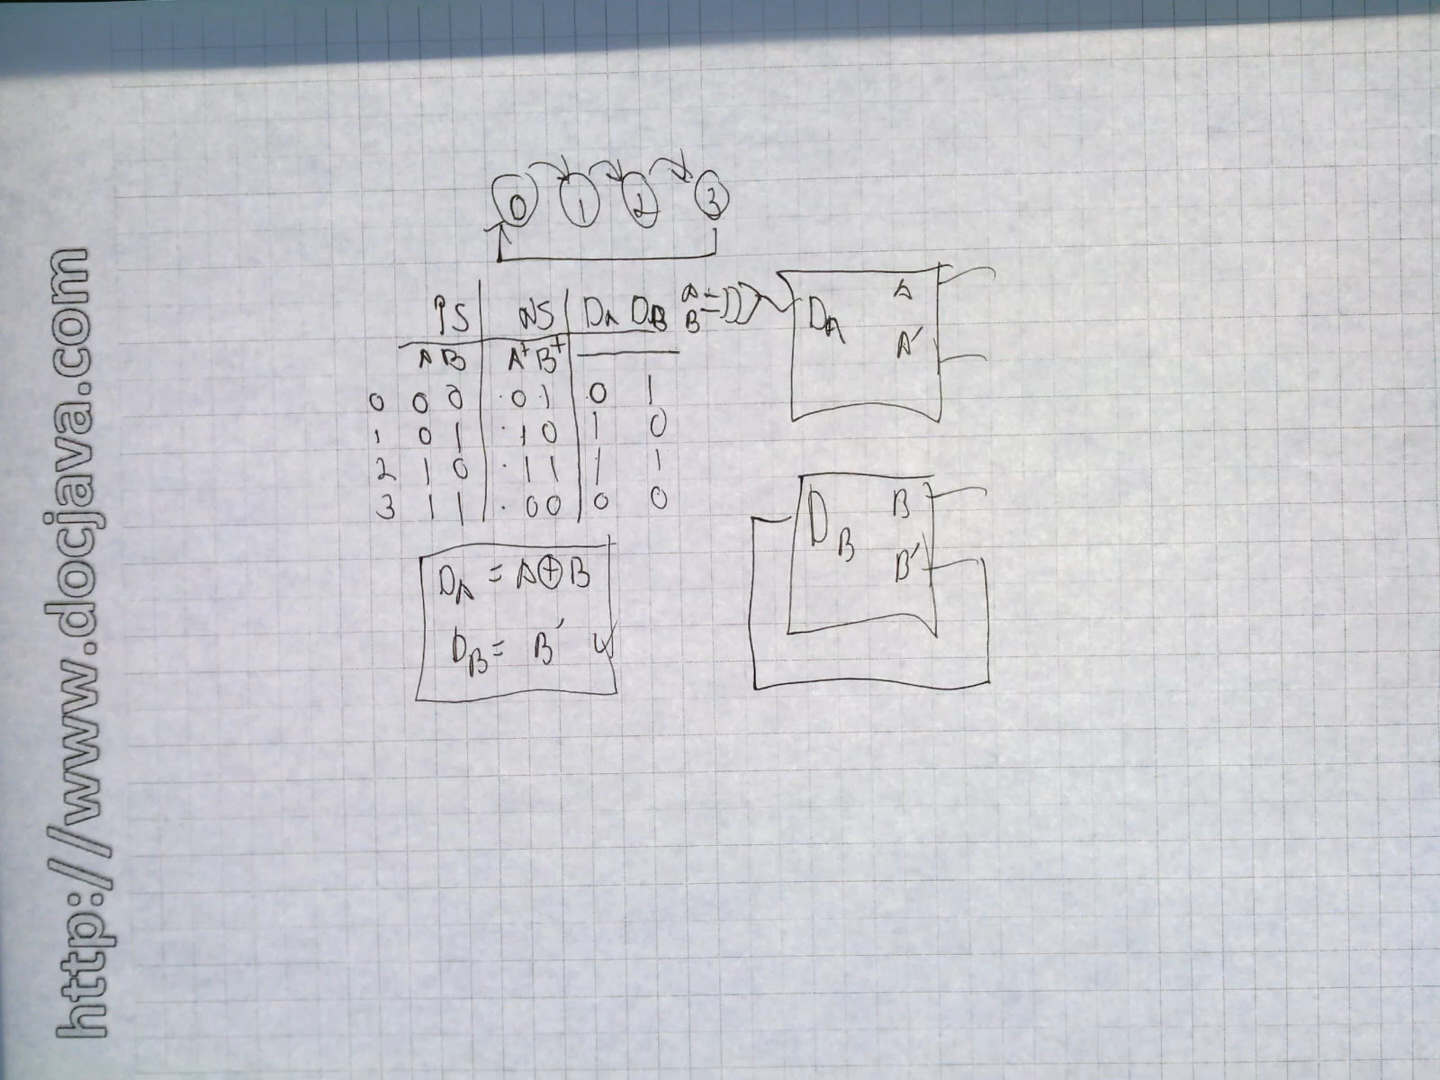 http://www.docjava.com
0 1 2 3
PS NS DA DB
A B A⁺ B⁺
0 0 0 0 1 0 1
1 0 1 1 0 1 0
2 1 0 1 1 1 1
3 1 1 0 0 0 0
DA = A ⊕ B
DB = B'
A
B
DA A
A'
DB B
B'